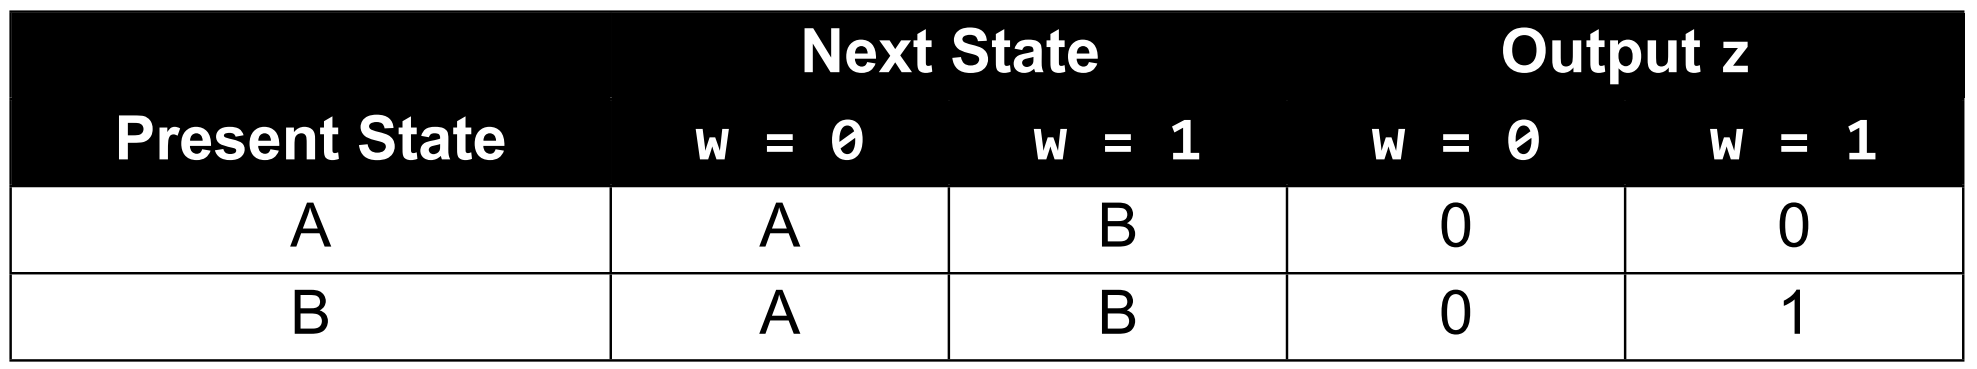 Next State Output z
Present State w = 0 w = 1 w = 0 w = 1
A A B 0 0
B A B 0 1